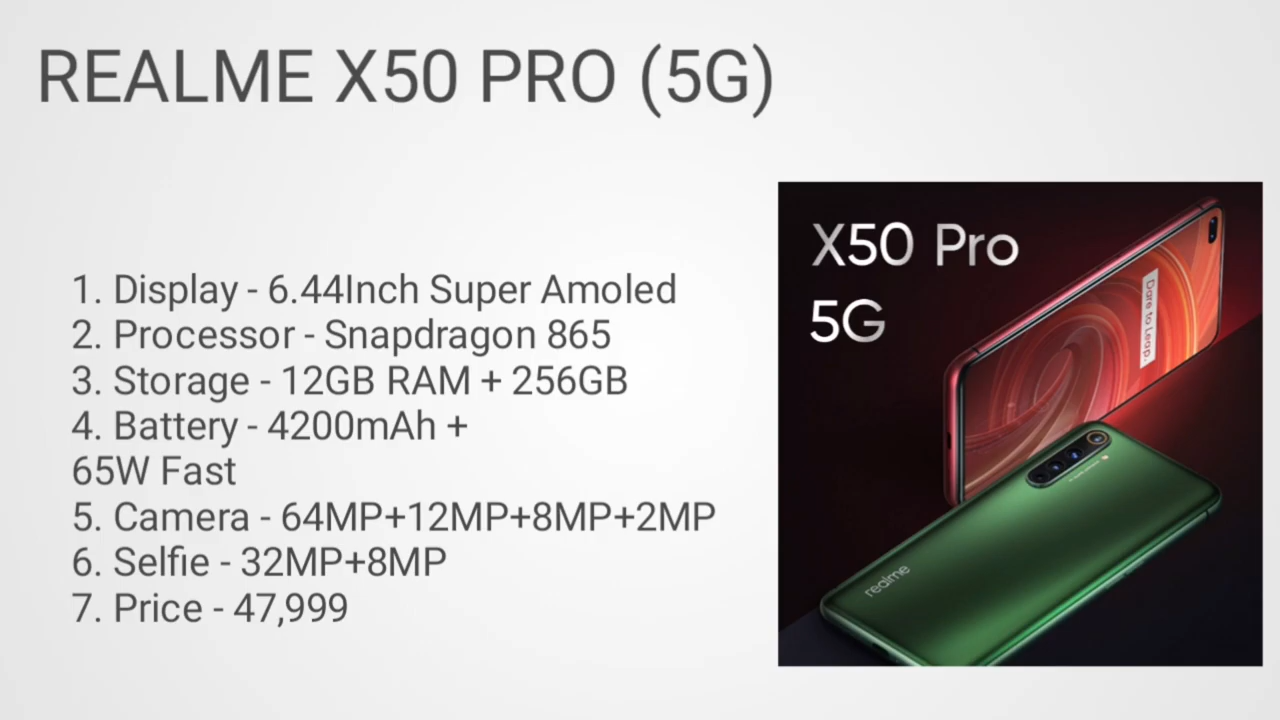 REALME X50 PRO (5G)
1. Display - 6.44Inch Super Amoled
2. Processor - Snapdragon 865
3. Storage - 12GB RAM + 256GB
4. Battery - 4200mAh +
65W Fast
5. Camera - 64MP+12MP+8MP+2MP
6. Selfie - 32MP+8MP
7. Price - 47,999
X50 Pro
5G
Dare to Leap.
realme